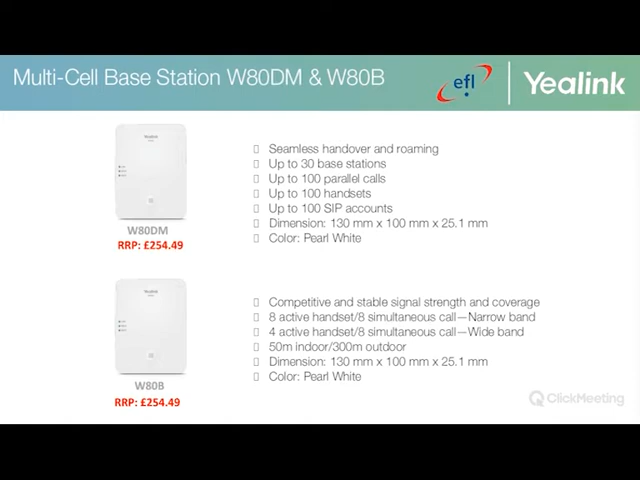 Multi-Cell Base Station W80DM & W80B
efl
Yealink
Yealink
W80DM
RRP: £254.49
Seamless handover and roaming
Up to 30 base stations
Up to 100 parallel calls
Up to 100 handsets
Up to 100 SIP accounts
Dimension: 130 mm x 100 mm x 25.1 mm
Color: Pearl White
Yealink
W80B
RRP: £254.49
Competitive and stable signal strength and coverage
8 active handset/8 simultaneous call—Narrow band
4 active handset/8 simultaneous call—Wide band
50m indoor/300m outdoor
Dimension: 130 mm x 100 mm x 25.1 mm
Color: Pearl White
ClickMeeting